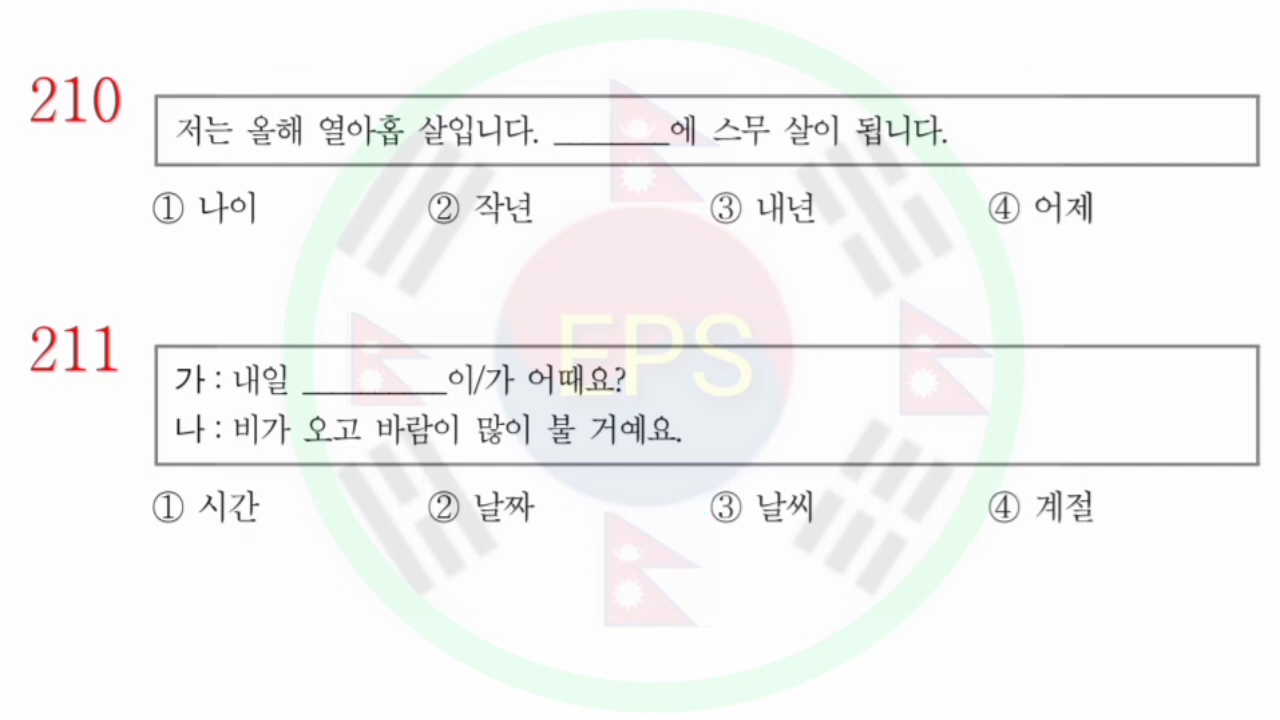 210
저는 올해 열아홉 살입니다. ________에 스무 살이 됩니다.
① 나이 ② 작년 ③ 내년 ④ 어제
EPS
211
가 : 내일 __________이/가 어때요?
나 : 비가 오고 바람이 많이 불 거예요.
① 시간 ② 날짜 ③ 날씨 ④ 계절